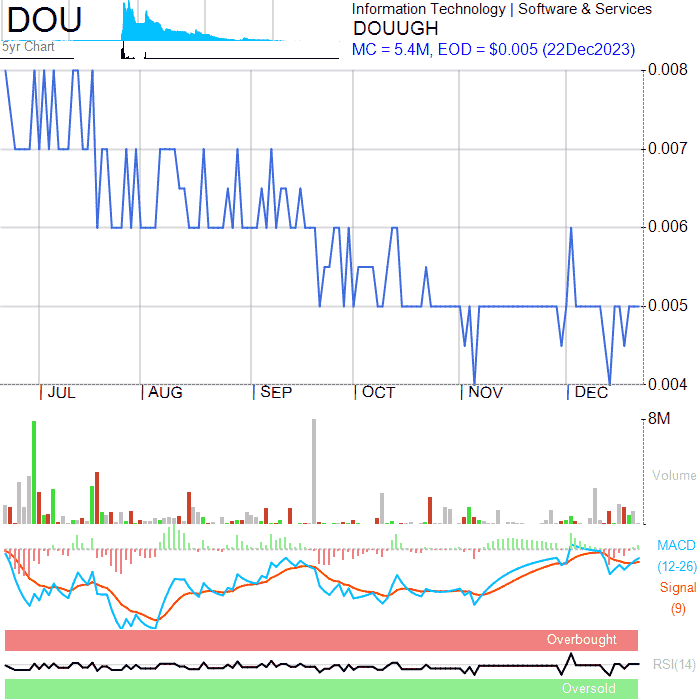 DOU
Information Technology | Software & Services
DOUUGH
5yr Chart
MC = 5.4M, EOD = $0.005 (22Dec2023)
0.008
0.007
0.006
0.005
0.004
JUL AUG SEP OCT NOV DEC
8M
Volume
MACD
(12-26)
Signal
(9)
Overbought
RSI(14)
Oversold